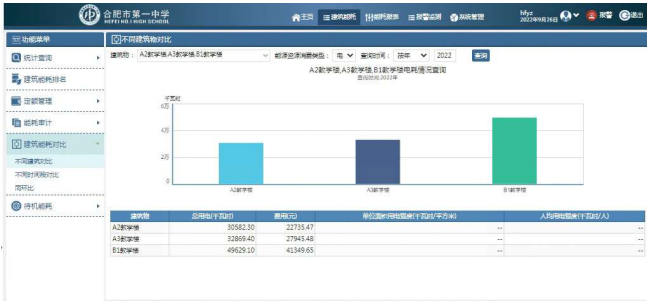 合肥市第一中学
HEFEI NO.1 HIGH SCHOOL
主页 建筑能耗 报警监测 系统管理
hfyz
2022年9月26日
报警 退出
功能菜单
不同建筑物对比
统计查询
建筑能耗排名
定额管理
能耗审计
建筑能耗对比
不同建筑对比
不同时间段对比
同环比
待机能耗
建筑物： A2教学楼,A3教学楼,B1教学楼 能源资源消费类型： 电 查询时间： 按年 2022 查询
A2教学楼,A3教学楼,B1教学楼电耗情况查询
查询时间:2022年
千瓦时
6万
4万
2万
0
A2教学楼 A3教学楼 B1教学楼
建筑物 总用电(千瓦时) 费用(元) 单位面积用电强度(千瓦时/平方米) 人均用电强度(千瓦时/人)
A2教学楼 30582.30 22735.47 -- --
A3教学楼 32869.40 27945.48 -- --
B1教学楼 49629.10 41349.65 -- --